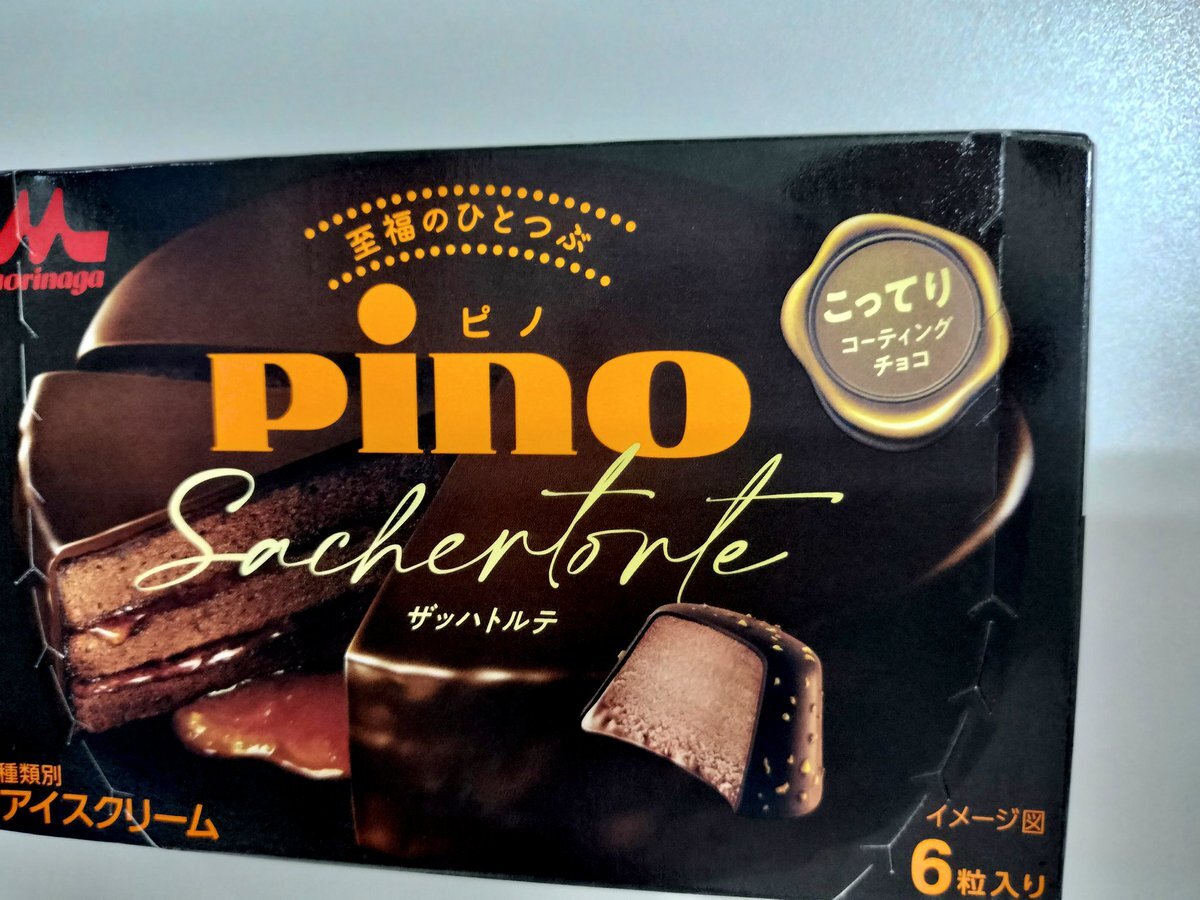 morinaga
至福のひとつぶ
ピノ
pino
Sachertorte
ザッハトルテ
こってり
コーティング
チョコ
種類別
アイスクリーム
イメージ図
6粒入り